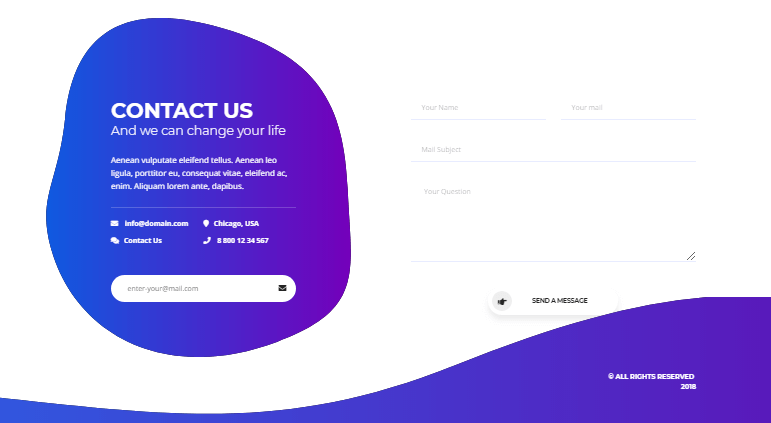 CONTACT US
And we can change your life
Aenean vulputate eleifend tellus. Aenean leo
ligula, porttitor eu, consequat vitae, eleifend ac,
enim. Aliquam lorem ante, dapibus.
info@domain.com
Chicago, USA
Contact Us
8 800 12 34 567
enter-your@mail.com
Your Name
Your mail
Mail Subject
Your Question
SEND A MESSAGE
© ALL RIGHTS RESERVED
2018